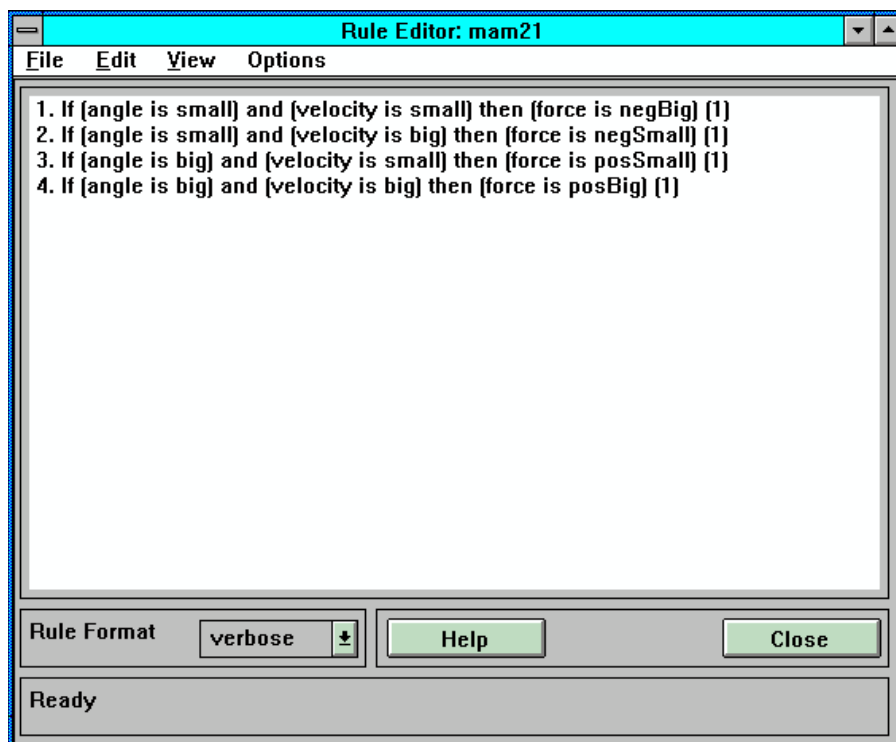 Rule Editor: mam21
File Edit View Options
1. If (angle is small) and (velocity is small) then (force is negBig) (1)
2. If (angle is small) and (velocity is big) then (force is negSmall) (1)
3. If (angle is big) and (velocity is small) then (force is posSmall) (1)
4. If (angle is big) and (velocity is big) then (force is posBig) (1)
Rule Format verbose Help Close
Ready